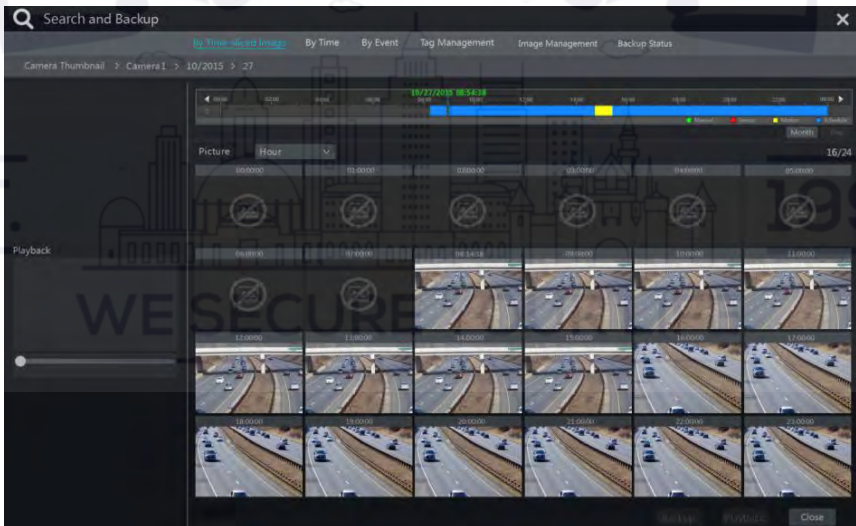 Search and Backup
By Time-sliced Image By Time By Event Tag Management Image Management Backup Status
Camera Thumbnail > Camera1 > 10/2015 > 27
10/27/2015 08:54:38
Month
Picture Hour 16/24
00:00:00 01:00:00 02:00:00 03:00:00 04:00:00 05:00:00
Playback
06:00:00 07:00:00 09:00:00 10:00:00 11:00:00
WE SECURE
12:00:00 13:00:00 14:00:00 15:00:00 16:00:00 17:00:00
18:00:00 19:00:00 20:00:00 21:00:00 22:00:00 23:00:00
Backup Playback Close